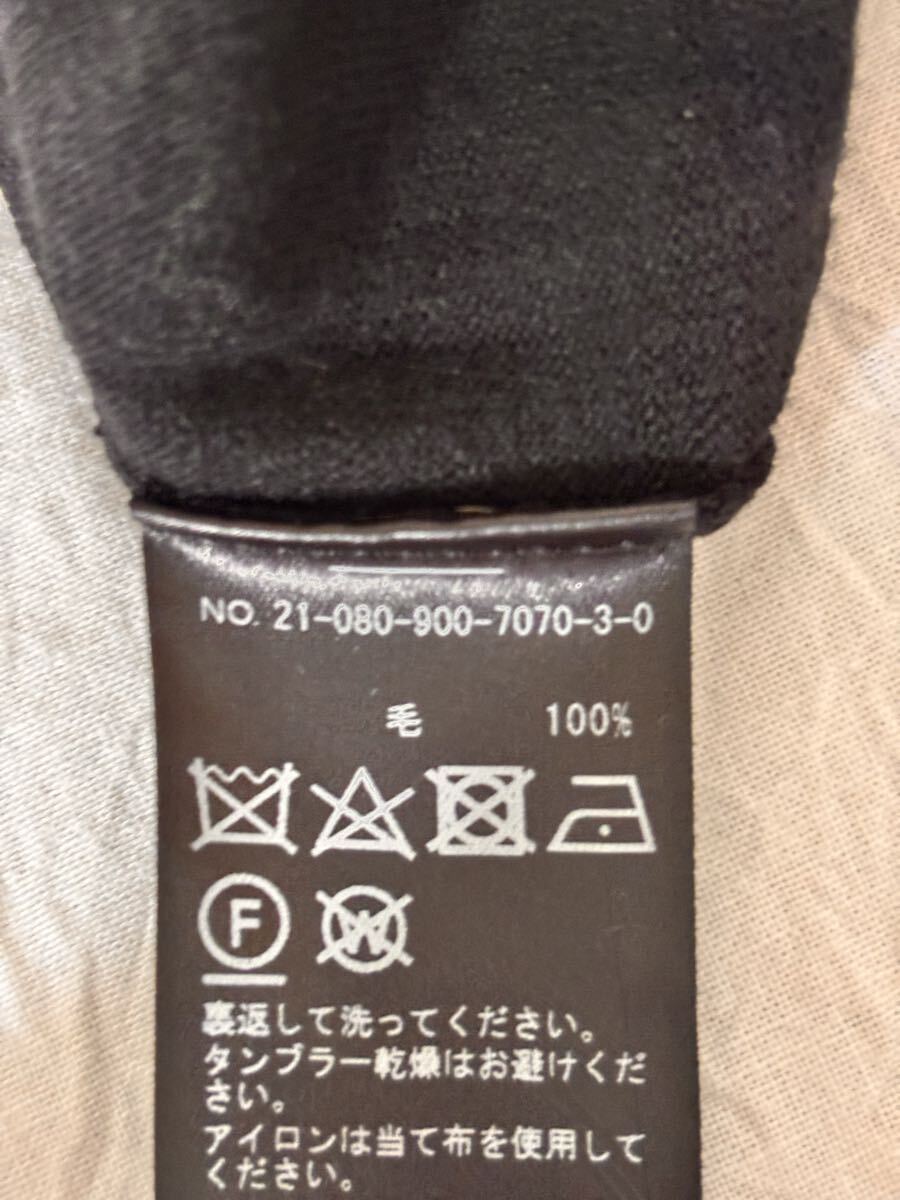 NO. 21-080-900-7070-3-0
毛 100%
F
W
裏返して洗ってください。
タンブラー乾燥はお避けくだ
さい。
アイロンは当て布を使用して
ください。